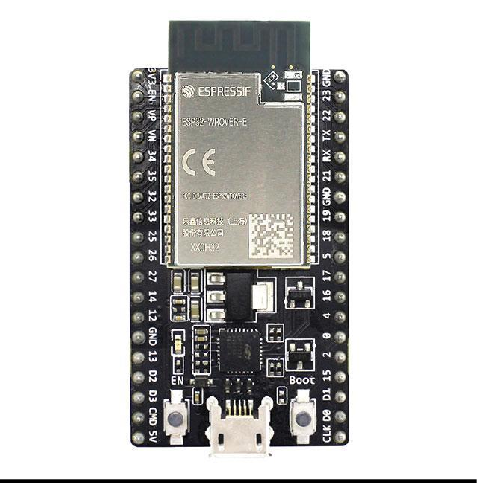 ESPRESSIF
ESP32-WROVER-E
CE
3V3
EN
VP
VN
34
35
32
33
25
26
27
14
12
GND
13
D2
D3
CMD
5V
GND
23
22
TX
RX
21
GND
19
18
5
17
16
4
0
2
15
D1
D0
CLK
EN
Boot